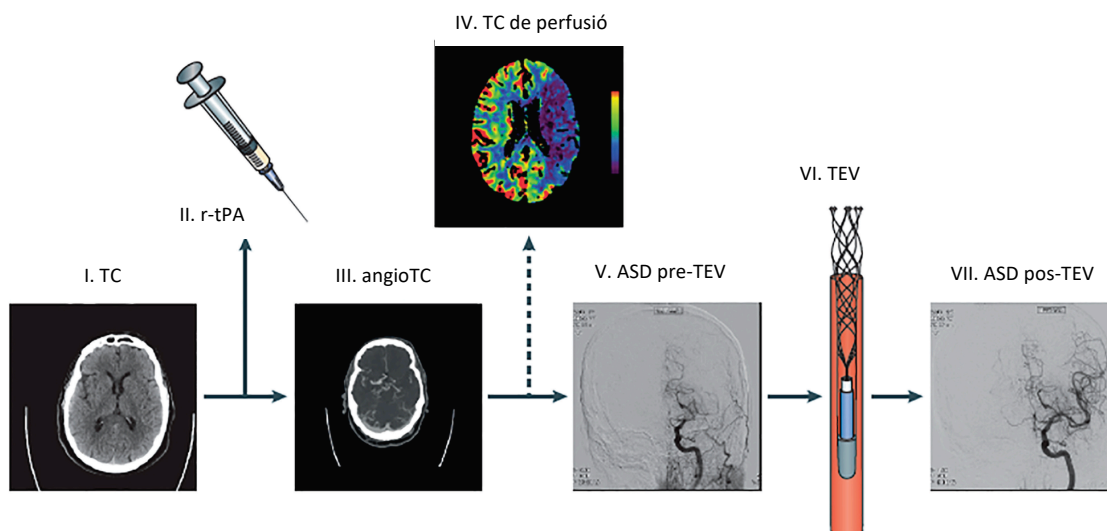 IV. TC de perfusió
II. r-tPA
VI. TEV
I. TC
III. angioTC
V. ASD pre-TEV
VII. ASD pos-TEV